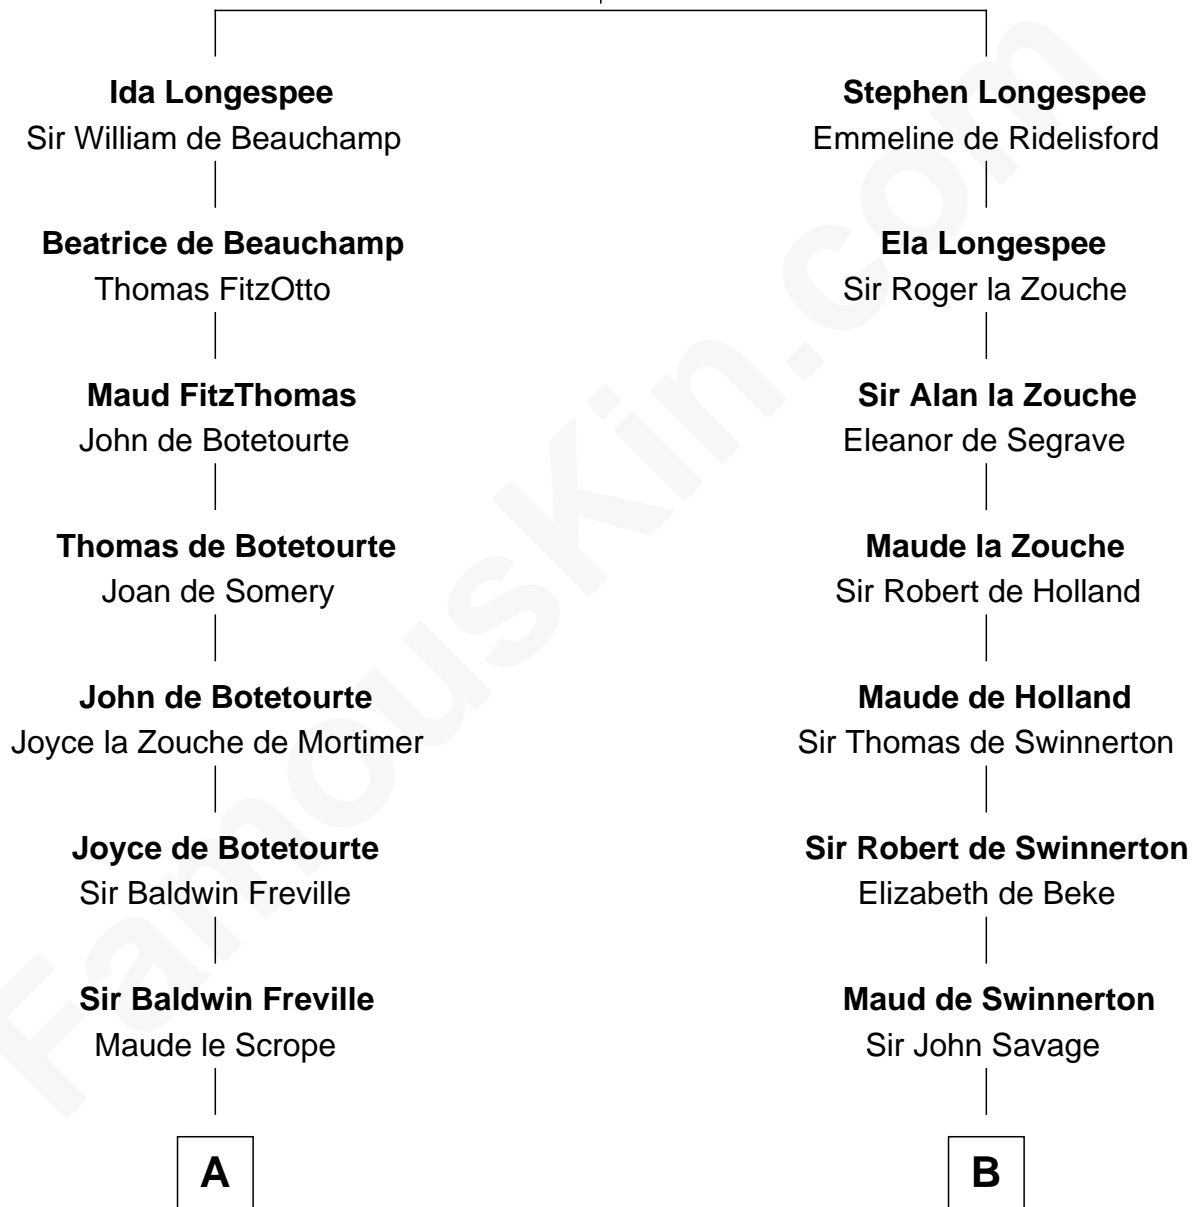 Ida Longespee
Sir William de Beauchamp
Beatrice de Beauchamp
Thomas FitzOtto
Maud FitzThomas
John de Botetourte
Thomas de Botetourte
Joan de Somery
John de Botetourte
Joyce la Zouche de Mortimer
Joyce de Botetourte
Sir Baldwin Freville
Sir Baldwin Freville
Maude le Scrope
A
Stephen Longespee
Emmeline de Ridelisford
Ela Longespee
Sir Roger la Zouche
Sir Alan la Zouche
Eleanor de Segrave
Maude la Zouche
Sir Robert de Holland
Maude de Holland
Sir Thomas de Swinnerton
Sir Robert de Swinnerton
Elizabeth de Beke
Maud de Swinnerton
Sir John Savage
B
FamousKin.com